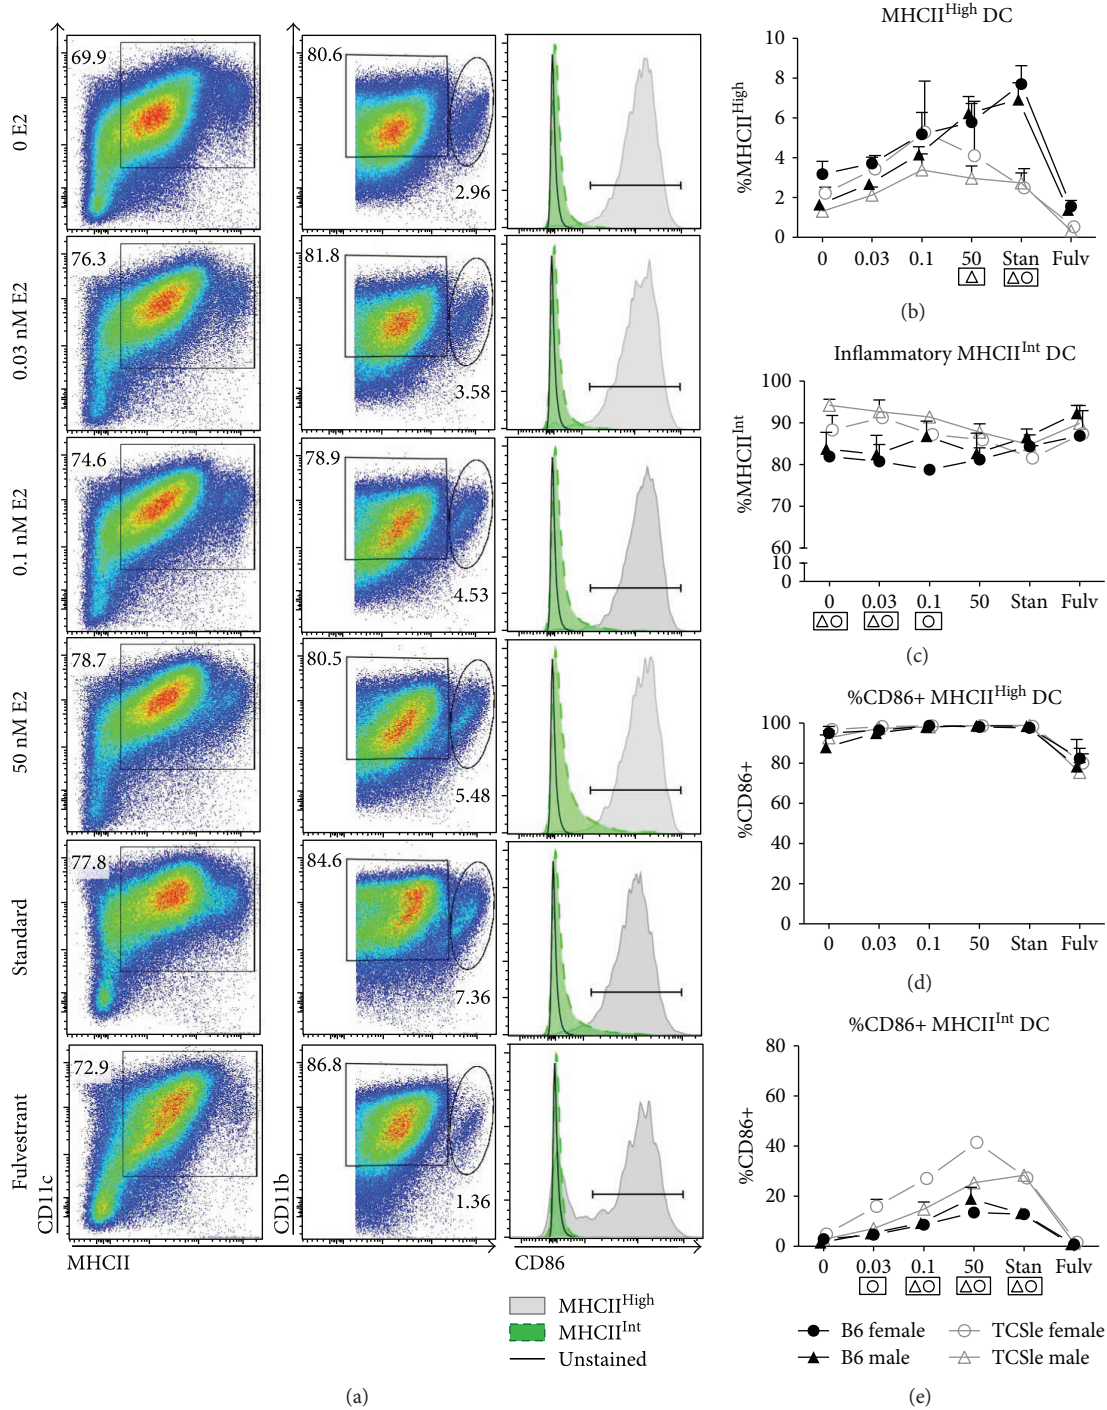 (a)
0 E2
69.9
80.6
2.96
0.03 nM E2
76.3
81.8
3.58
0.1 nM E2
74.6
78.9
4.53
50 nM E2
78.7
80.5
5.48
Standard
77.8
84.6
7.36
Fulvestrant
72.9
86.8
1.36
CD11c
CD11b
MHCII
CD86
MHCII^High
MHCII^Int
Unstained
(a)
MHCII^High DC
%MHCII^High
10
8
6
4
2
0
0 0.03 0.1 50 Stan Fulv
△ △○
(b)
Inflammatory MHCII^Int DC
%MHCII^Int
100
90
80
70
60
10
0
0 0.03 0.1 50 Stan Fulv
△○ △○ ○
(c)
%CD86+ MHCII^High DC
%CD86+
100
80
60
40
20
0
0 0.03 0.1 50 Stan Fulv
(d)
%CD86+ MHCII^Int DC
%CD86+
80
60
40
20
0
0 0.03 0.1 50 Stan Fulv
○ △○ △○ △○
B6 female TCSle female
B6 male TCSle male
(e)